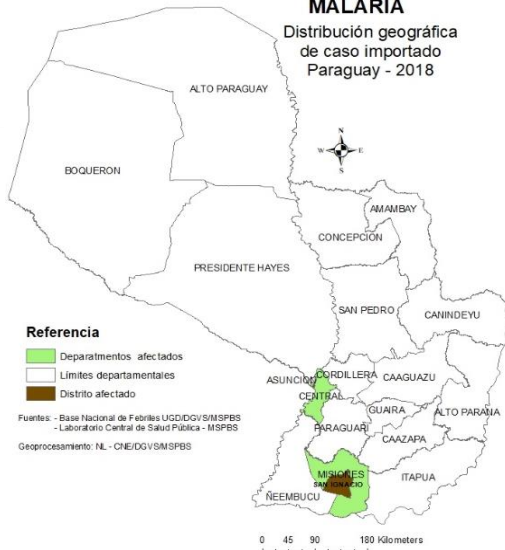 MALARIA
Distribución geográfica
de caso importado
Paraguay - 2018
ALTO PARAGUAY
N
W E
S
BOQUERON
AMAMBAY
CONCEPCION
PRESIDENTE HAYES
SAN PEDRO
CANINDEYU
Referencia
Deparatmentos afectados
Límites departamentales
Distrito afectado
Fuentes: - Base Nacional de Febriles UGD/DGVS/MSPBS
- Laboratorio Central de Salud Pública - MSPBS
Geoprocesamiento: NL - CNE/DGVS/MSPBS
ASUNCION
CORDILLERA
CAAGUAZU
CENTRAL
GUAIRA
ALTO PARANA
PARAGUARI
CAAZAPA
MISIONES
SAN IGNACIO
ITAPUA
ÑEEMBUCU
0 45 90 180 Kilometers